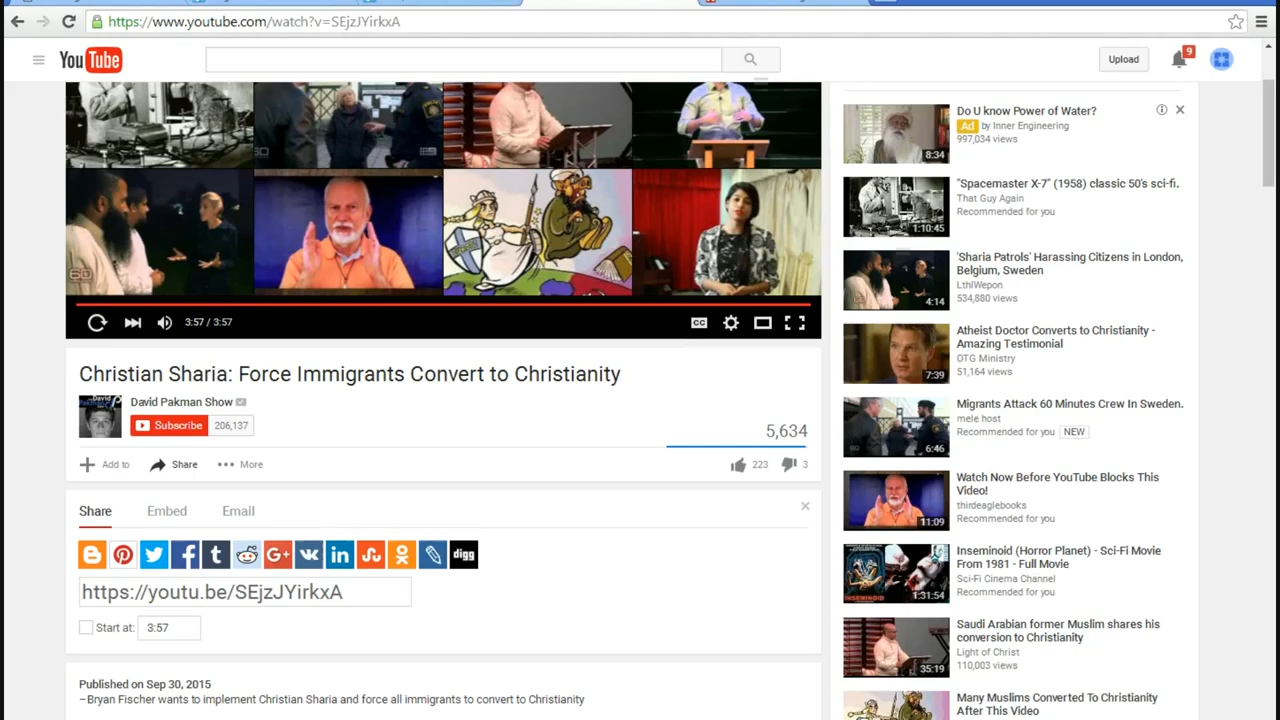 https://www.youtube.com/watch?v=SEjzJYirkxA
YouTube
Upload
9
3:57 / 3:57
CC
Christian Sharia: Force Immigrants Convert to Christianity
David Pakman Show
Subscribe 206,137
5,634
Add to Share More
223 3
Share Embed Email
digg
https://youtu.be/SEjzJYirkxA
Start at: 3:57
Published on Sep 30, 2015
–Bryan Fischer wants to implement Christian Sharia and force all immigrants to convert to Christianity
Do U know Power of Water?
Ad by Inner Engineering
997,034 views
8:34
"Spacemaster X-7" (1958) classic 50's sci-fi.
That Guy Again
Recommended for you
1:10:45
'Sharia Patrols' Harassing Citizens in London,
Belgium, Sweden
LthlWepon
534,880 views
4:14
Atheist Doctor Converts to Christianity -
Amazing Testimonial
OTG Ministry
51,164 views
7:39
Migrants Attack 60 Minutes Crew In Sweden.
mele host
Recommended for you NEW
6:46
Watch Now Before YouTube Blocks This
Video!
thirdeaglebooks
Recommended for you
11:09
Inseminoid (Horror Planet) - Sci-Fi Movie
From 1981 - Full Movie
Sci-Fi Cinema Channel
Recommended for you
1:31:54
Saudi Arabian former Muslim shares his
conversion to Christianity
Light of Christ
110,003 views
35:19
Many Muslims Converted To Christianity
After This Video